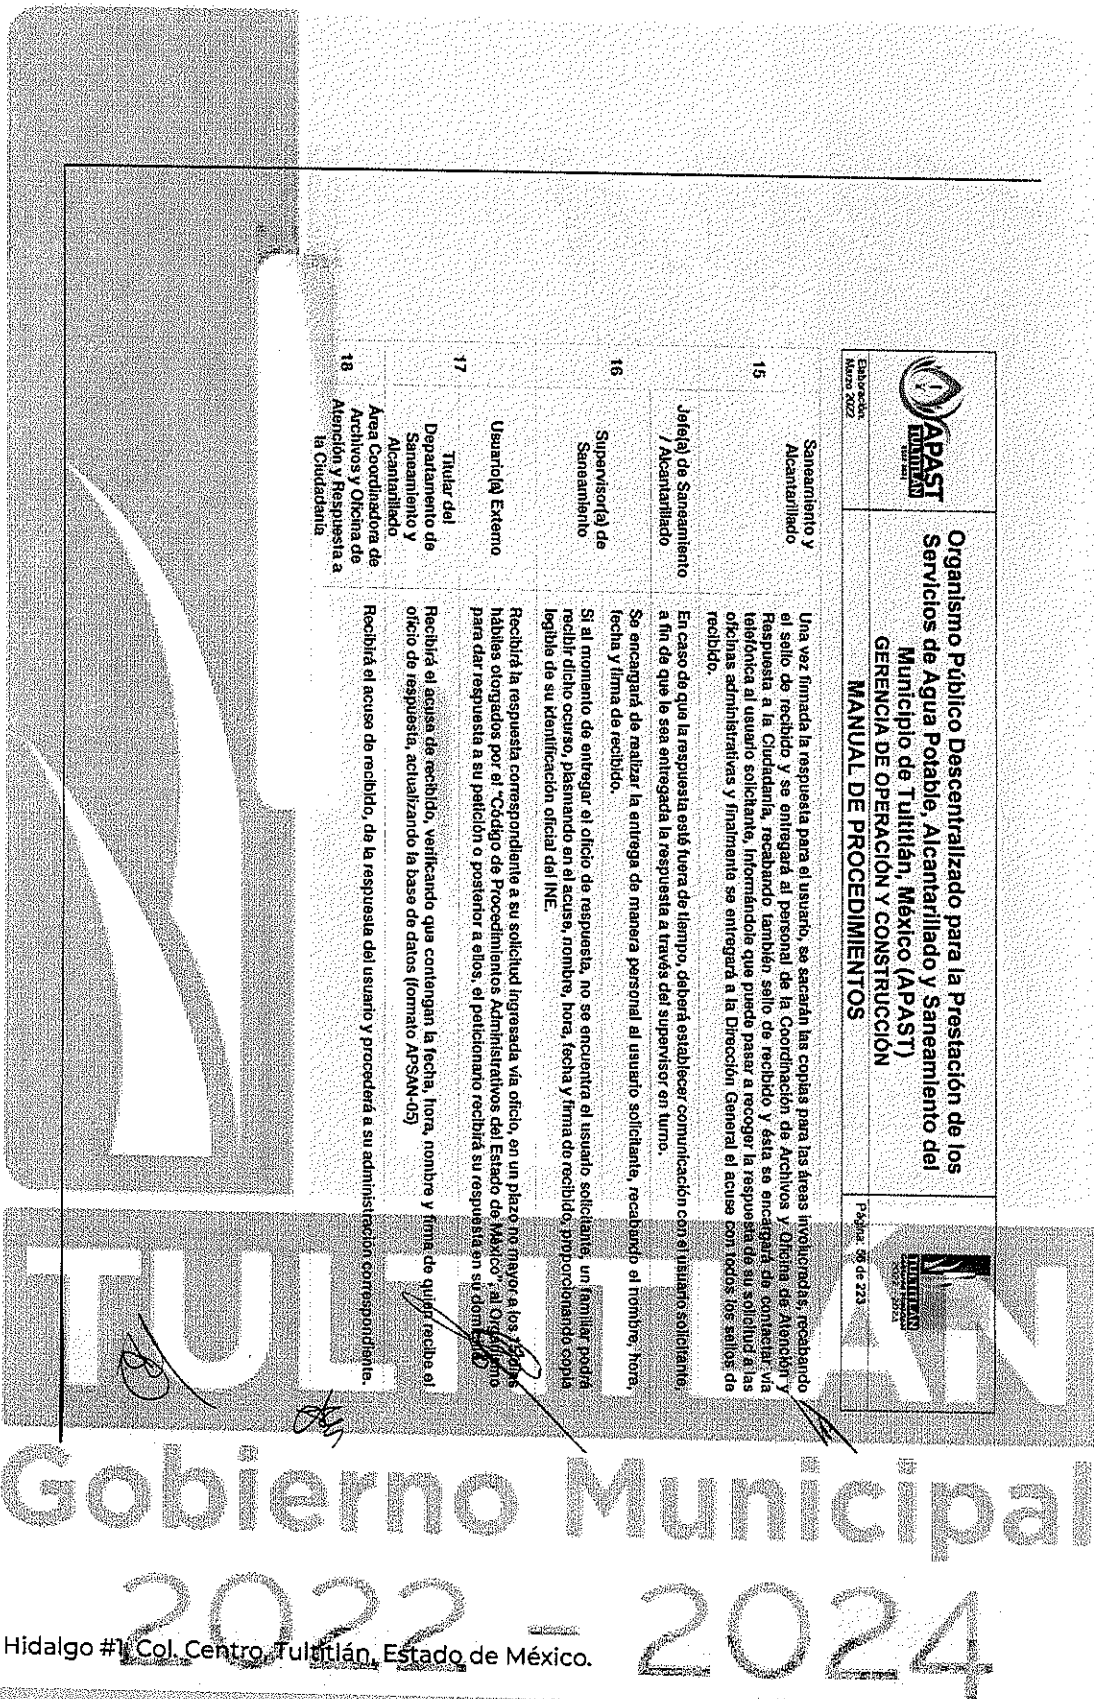 APAST
TULTITLÁN
Organismo Público Descentralizado para la Prestación de los
Servicios de Agua Potable, Alcantarillado y Saneamiento del
Municipio de Tultitlán, México (APAST)
GERENCIA DE OPERACIÓN Y CONSTRUCCIÓN
MANUAL DE PROCEDIMIENTOS
TULTITLÁN
Elaboración,
Marzo 2022
Página: 56 de 223
Saneamiento y
Alcantarillado
15
Una vez firmada la respuesta para el usuario, se sacarán las copias para las áreas involucradas, recabando
el sello de recibido y se entregará al personal de la Coordinación de Archivos y Oficina de Atención y
Respuesta a la Ciudadanía, recabando también sello de recibido y ésta se encargará de contactar vía
telefónica al usuario solicitante, informándole que puede pasar a recoger la respuesta de su solicitud a las
oficinas administrativas y finalmente se entregará a la Dirección General el acuse con todos los sellos de
recibido.
Jefe(a) de Saneamiento
/ Alcantarillado
En caso de que la respuesta esté fuera de tiempo, deberá establecer comunicación con el usuario solicitante,
a fin de que le sea entregada la respuesta a través del supervisor en turno.
16
Supervisor(a) de
Saneamiento
Se encargará de realizar la entrega de manera personal al usuario solicitante, recabando el nombre, hora,
fecha y firma de recibido.
Si al momento de entregar el oficio de respuesta, no se encuentra el usuario solicitante, un familiar podrá
recibir dicho ocurso, plasmando en el acuse, nombre, hora, fecha y firma de recibido, proporcionando copia
legible de su identificación oficial del INE.
17
Usuario(a) Externo
Recibirá la respuesta correspondiente a su solicitud ingresada vía oficio, en un plazo no mayor a los
hábiles otorgados por el "Código de Procedimientos Administrativos del Estado de México", al Organismo
para dar respuesta a su petición o posterior a ellos, el peticionario recibirá su respuesta en su
Titular del
Departamento de
Saneamiento y
Alcantarillado
Recibirá el acuse de recibido, verificando que contengan la fecha, hora, nombre y firma de quien recibe el
oficio de respuesta, actualizando la base de datos (formato APSAN-05)
18
Área Coordinadora de
Archivos y Oficina de
Atención y Respuesta a
la Ciudadanía
Recibirá el acuse de recibido, de la respuesta del usuario y procederá a su administración correspondiente.
TULTITLÁN
Gobierno Municipal
2022 – 2024
Hidalgo #1, Col. Centro, Tultitlán, Estado de México.